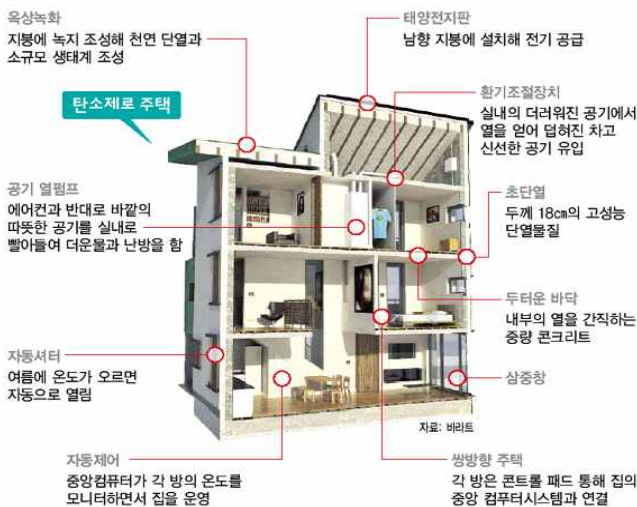 옥상녹화
지붕에 녹지 조성해 천연 단열과
소규모 생태계 조성
태양전지판
남향 지붕에 설치해 전기 공급
탄소제로 주택
환기조절장치
실내의 더러워진 공기에서
열을 얻어 덥혀진 차고
신선한 공기 유입
공기 열펌프
에어컨과 반대로 바깥의
따뜻한 공기를 실내로
빨아들여 더운물과 난방을 함
초단열
두께 18㎝의 고성능
단열물질
두터운 바닥
내부의 열을 간직하는
중량 콘크리트
자동셔터
여름에 온도가 오르면
자동으로 열림
삼중창
자료: 바라트
자동제어
중앙컴퓨터가 각 방의 온도를
모니터하면서 집을 운영
쌍방향 주택
각 방은 콘트롤 패드 통해 집의
중앙 컴푸터시스템과 연결